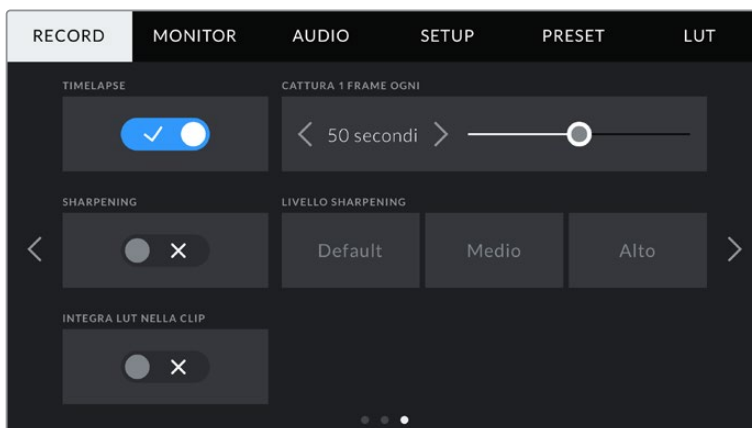 RECORD MONITOR AUDIO SETUP PRESET LUT
TIMELAPSE CATTURA 1 FRAME OGNI
50 secondi
SHARPENING LIVELLO SHARPENING
Default Medio Alto
INTEGRA LUT NELLA CLIP